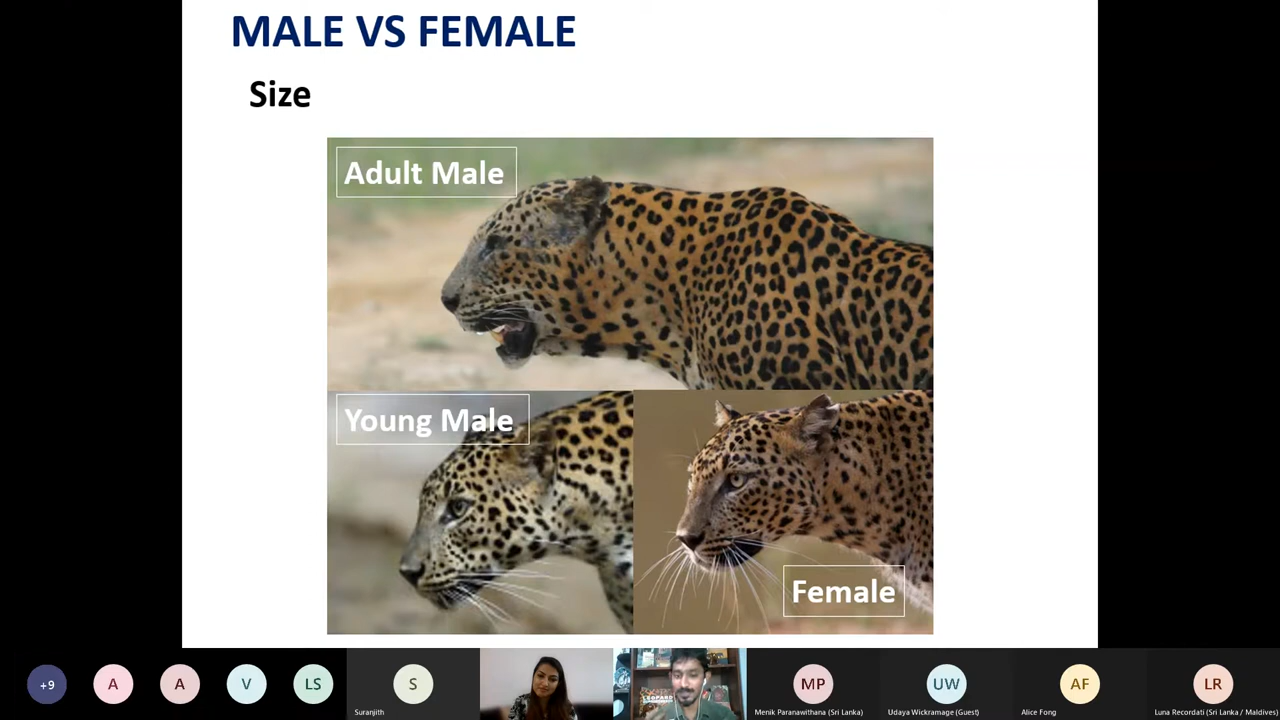 MALE VS FEMALE
Size
Adult Male
Young Male
Female
+9
A
A
V
LS
S
MP
UW
AF
LR
Suranjith
LEOPARD
Menik Paranawithana (Sri Lanka)
Udaya Wickramage (Guest)
Alice Fong
Luna Recordati (Sri Lanka / Maldives)